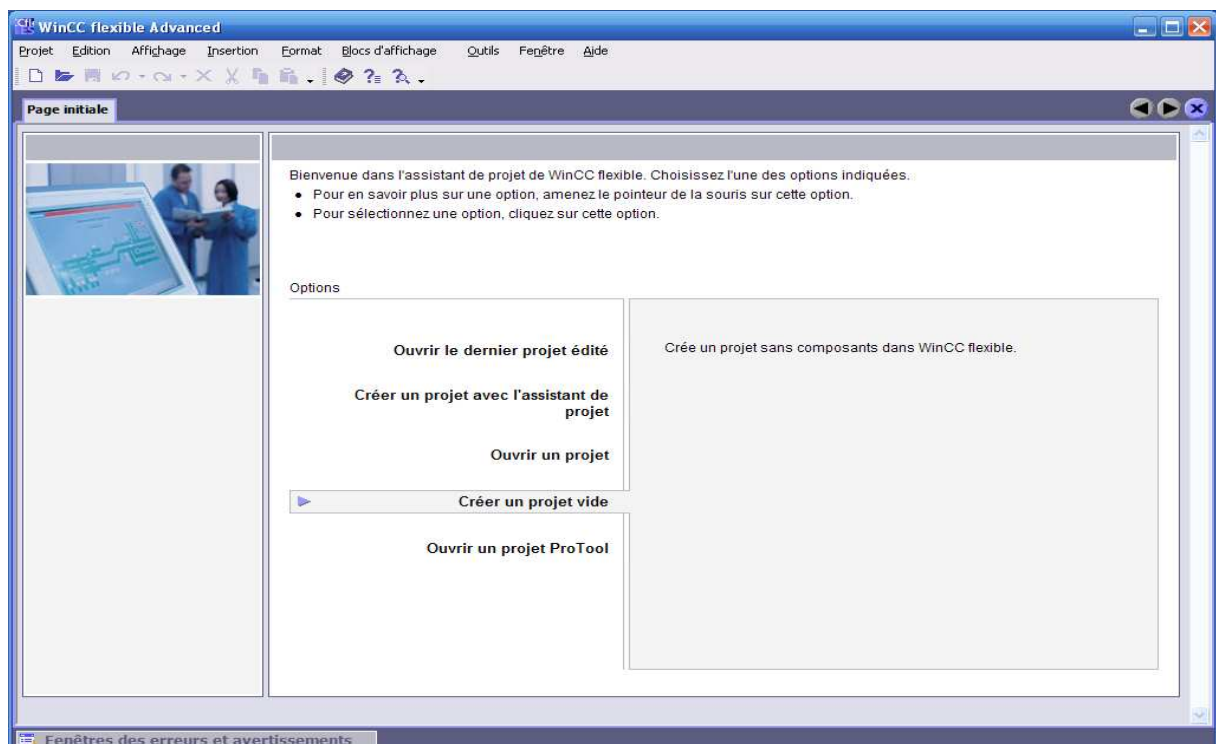 WinCC flexible Advanced
Projet Edition Affichage Insertion Format Blocs d'affichage Outils Fenêtre Aide
Page initiale
Bienvenue dans l'assistant de projet de WinCC flexible. Choisissez l'une des options indiquées.
• Pour en savoir plus sur une option, amenez le pointeur de la souris sur cette option.
• Pour sélectionnez une option, cliquez sur cette option.
Options
Ouvrir le dernier projet édité
Crée un projet sans composants dans WinCC flexible.
Créer un projet avec l'assistant de
projet
Ouvrir un projet
Créer un projet vide
Ouvrir un projet ProTool
Fenêtres des erreurs et avertissements